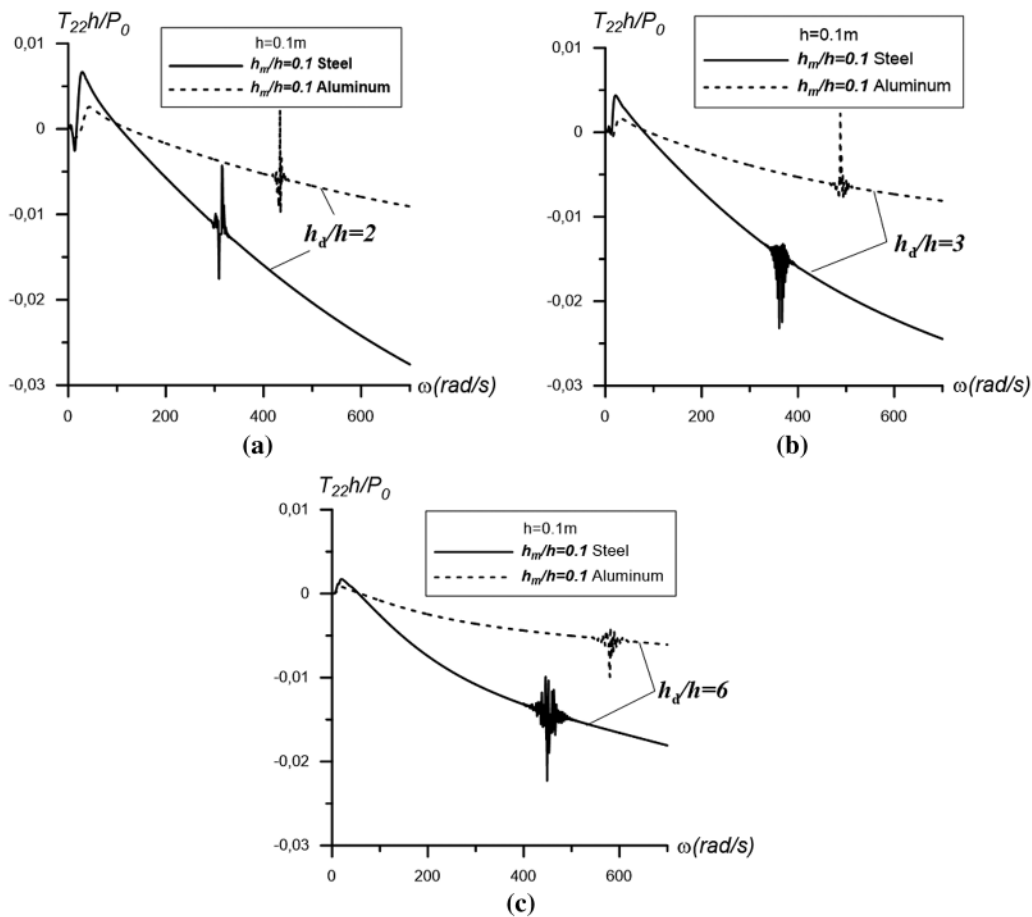 T₂₂h/P₀
0,01
0
-0,01
-0,02
-0,03
h=0.1m
hₘ/h=0.1 Steel
hₘ/h=0.1 Aluminum
h_d/h=2
ω(rad/s)
0 200 400 600
(a)
T₂₂h/P₀
0,01
0
-0,01
-0,02
-0,03
h=0.1m
hₘ/h=0.1 Steel
hₘ/h=0.1 Aluminum
h_d/h=3
ω(rad/s)
0 200 400 600
(b)
T₂₂h/P₀
0,01
0
-0,01
-0,02
-0,03
h=0.1m
hₘ/h=0.1 Steel
hₘ/h=0.1 Aluminum
h_d/h=6
ω(rad/s)
0 200 400 600
(c)